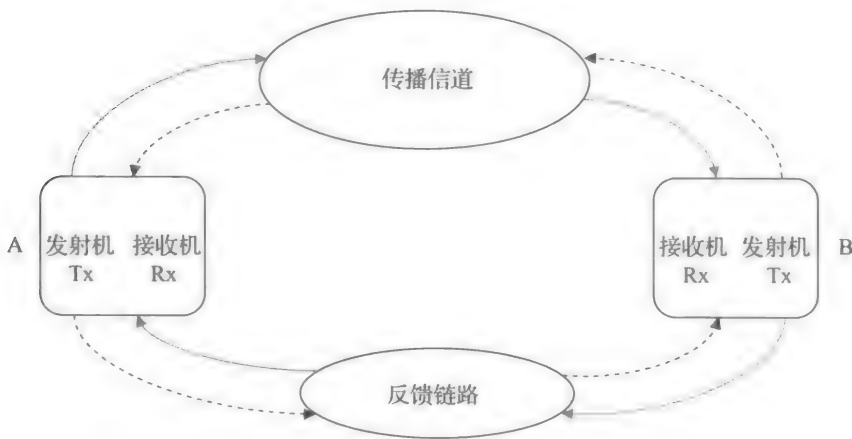 传播信道
A
发射机 接收机
Tx Rx
接收机 发射机
Rx Tx
B
反馈链路